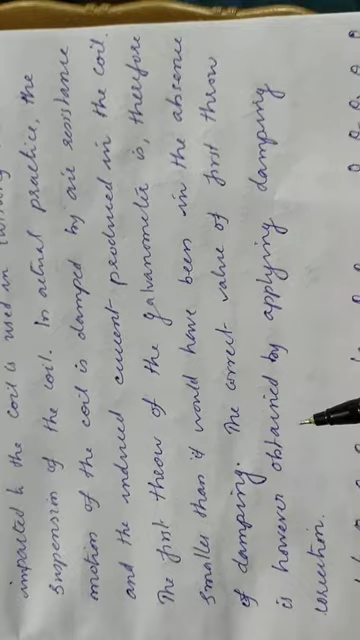 imparted to the coil is used in
suspension of the coil. In actual practice, the
motion of the coil is damped by air resistance
and the induced current produced in the coil.
The first throw of the galvanometer is, therefore
smaller than it would have been in the absence
of damping. The correct value of first throw
is however obtained by applying damping
correction.